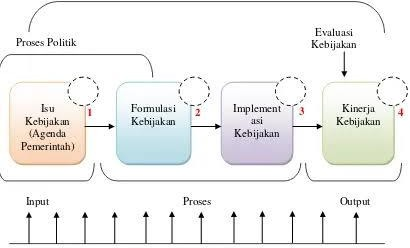 Evaluasi
Kebijakan
Proses Politik
Isu
Kebijakan
(Agenda
Pemerintah)
1
Formulasi
Kebijakan
2
Implement
asi
Kebijakan
3
Kinerja
Kebijakan
4
Input
Proses
Output